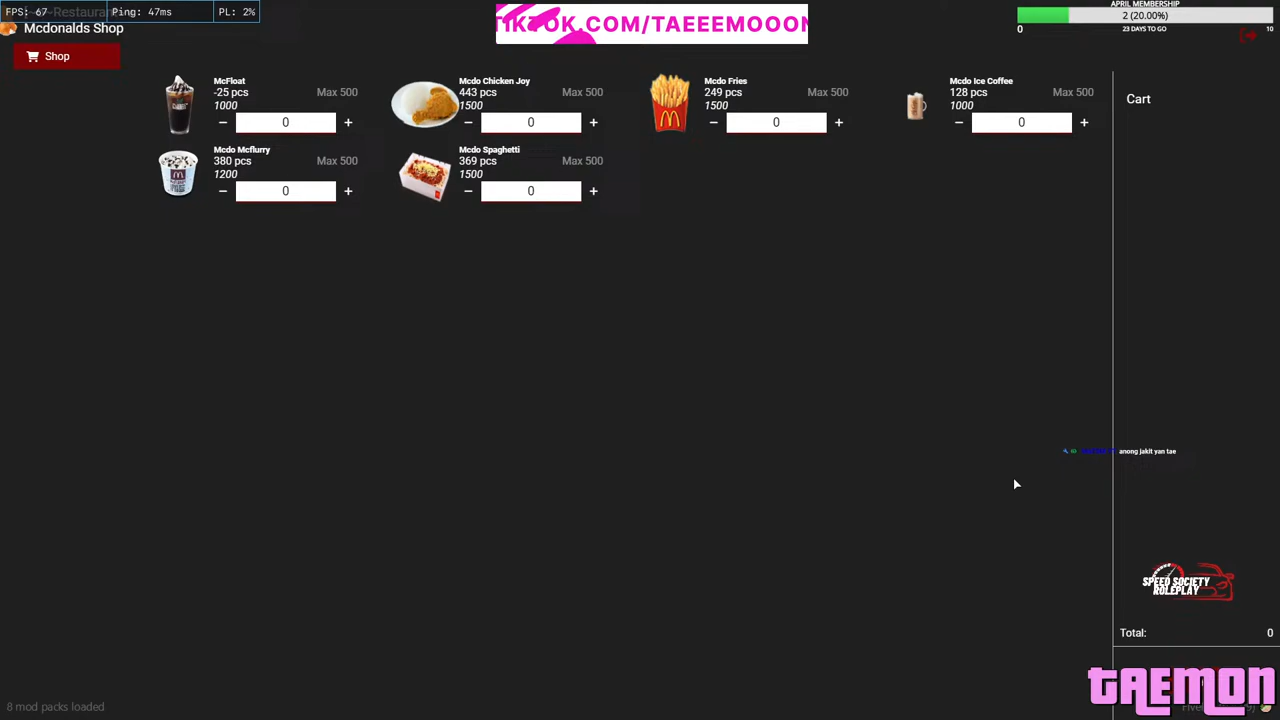 FPS: 67
Ping: 47ms
PL: 2%
Mcdonalds Shop
Shop
TIKTOK.COM/TAEEEMOOON
APRIL MEMBERSHIP
2 (20.00%)
0
23 DAYS TO GO
10
McFloat
-25 pcs
Max 500
1000
− 0 +
Mcdo Chicken Joy
443 pcs
Max 500
1500
− 0 +
Mcdo Fries
249 pcs
Max 500
1500
− 0 +
Mcdo Ice Coffee
128 pcs
Max 500
1000
− 0 +
Mcdo Mcflurry
380 pcs
Max 500
1200
− 0 +
Mcdo Spaghetti
369 pcs
Max 500
1500
− 0 +
Cart
anong jakit yan tae
SPEED SOCIETY
ROLEPLAY
Total:
0
TAEMON
8 mod packs loaded